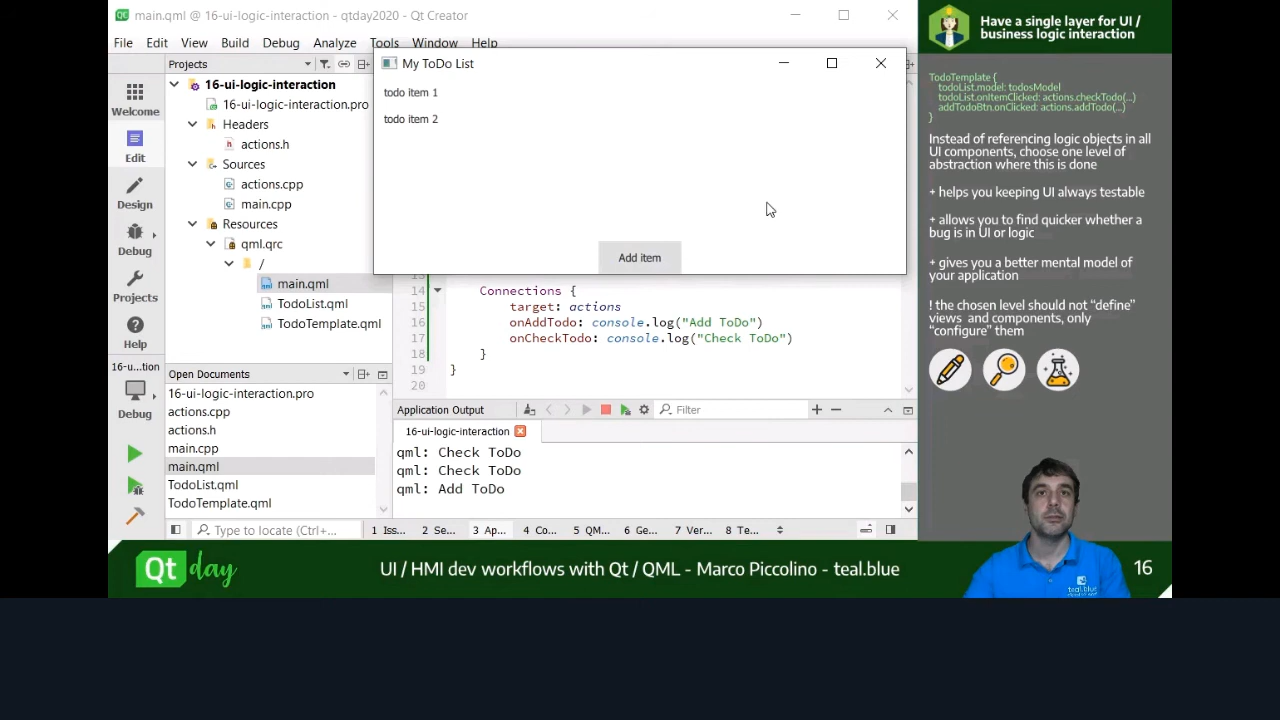 main.qml @ 16-ui-logic-interaction - qtday2020 - Qt Creator
File Edit View Build Debug Analyze Tools Window Help
Welcome
Edit
Design
Debug
Projects
Help
16-u...tion
Debug
Projects
16-ui-logic-interaction
16-ui-logic-interaction.pro
Headers
actions.h
Sources
actions.cpp
main.cpp
Resources
qml.qrc
/
main.qml
TodoList.qml
TodoTemplate.qml
Open Documents
16-ui-logic-interaction.pro
actions.cpp
actions.h
main.cpp
main.qml
TodoList.qml
TodoTemplate.qml
My ToDo List
todo item 1
todo item 2
Add item
14 Connections {
15 target: actions
16 onAddTodo: console.log("Add ToDo")
17 onCheckTodo: console.log("Check ToDo")
18 }
19 }
20
Application Output
Filter
16-ui-logic-interaction
qml: Check ToDo
qml: Check ToDo
qml: Add ToDo
Type to locate (Ctrl+...
1 Iss... 2 Se... 3 Ap... 4 Co... 5 QM... 6 Ge... 7 Ver... 8 Te...
Have a single layer for UI /
business logic interaction
TodoTemplate {
todoList.model: todosModel
todoList.onItemClicked: actions.checkTodo(...)
addTodoBtn.onClicked: actions.addTodo(...)
}
Instead of referencing logic objects in all
UI components, choose one level of
abstraction where this is done
+ helps you keeping UI always testable
+ allows you to find quicker whether a
bug is in UI or logic
+ gives you a better mental model of
your application
! the chosen level should not “define”
views and components, only
“configure” them
teal.blue
Qt day
UI / HMI dev workflows with Qt / QML - Marco Piccolino - teal.blue
16